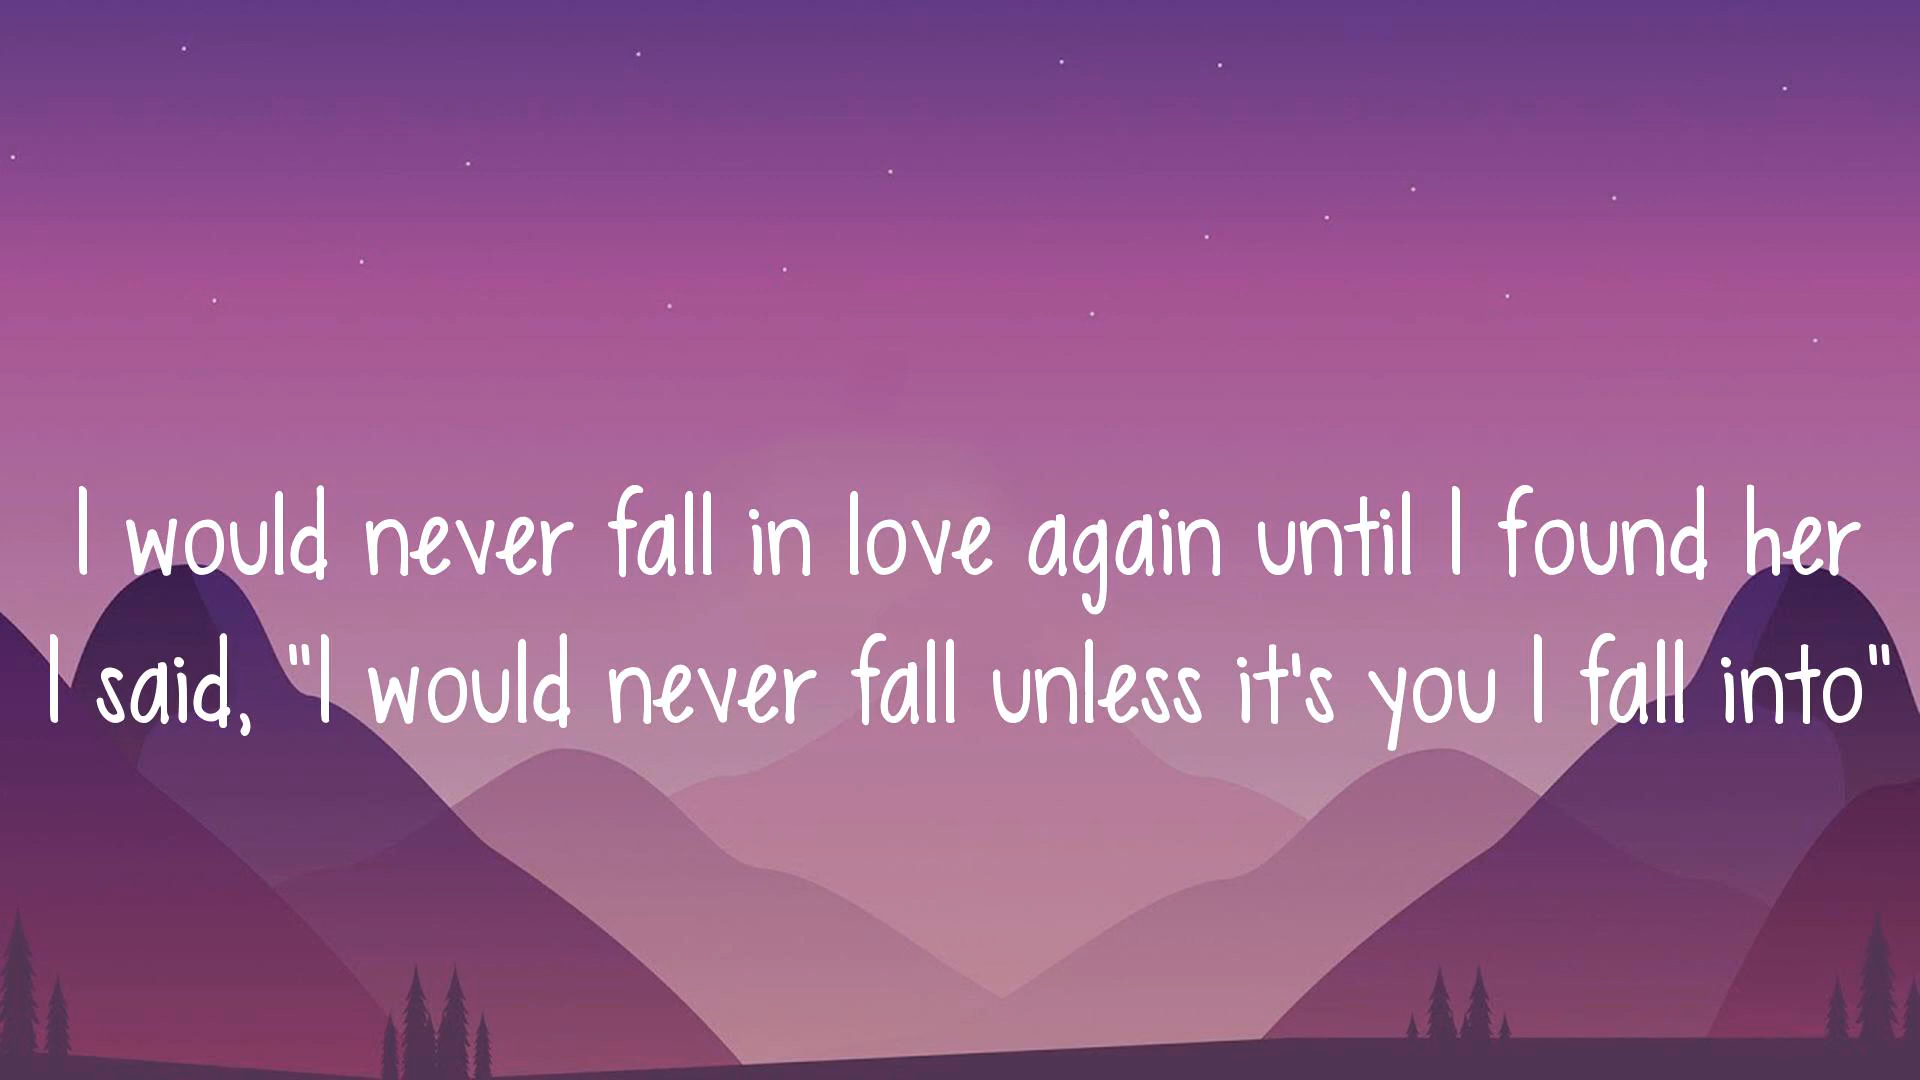 I would never fall in love again until I found her
I said, "I would never fall unless it's you I fall into"